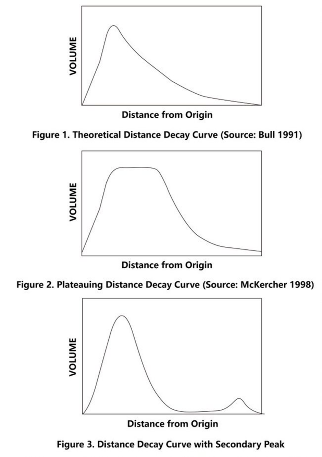 VOLUME
Distance from Origin
Figure 1. Theoretical Distance Decay Curve (Source: Bull 1991)
VOLUME
Distance from Origin
Figure 2. Plateauing Distance Decay Curve (Source: McKercher 1998)
VOLUME
Distance from Origin
Figure 3. Distance Decay Curve with Secondary Peak